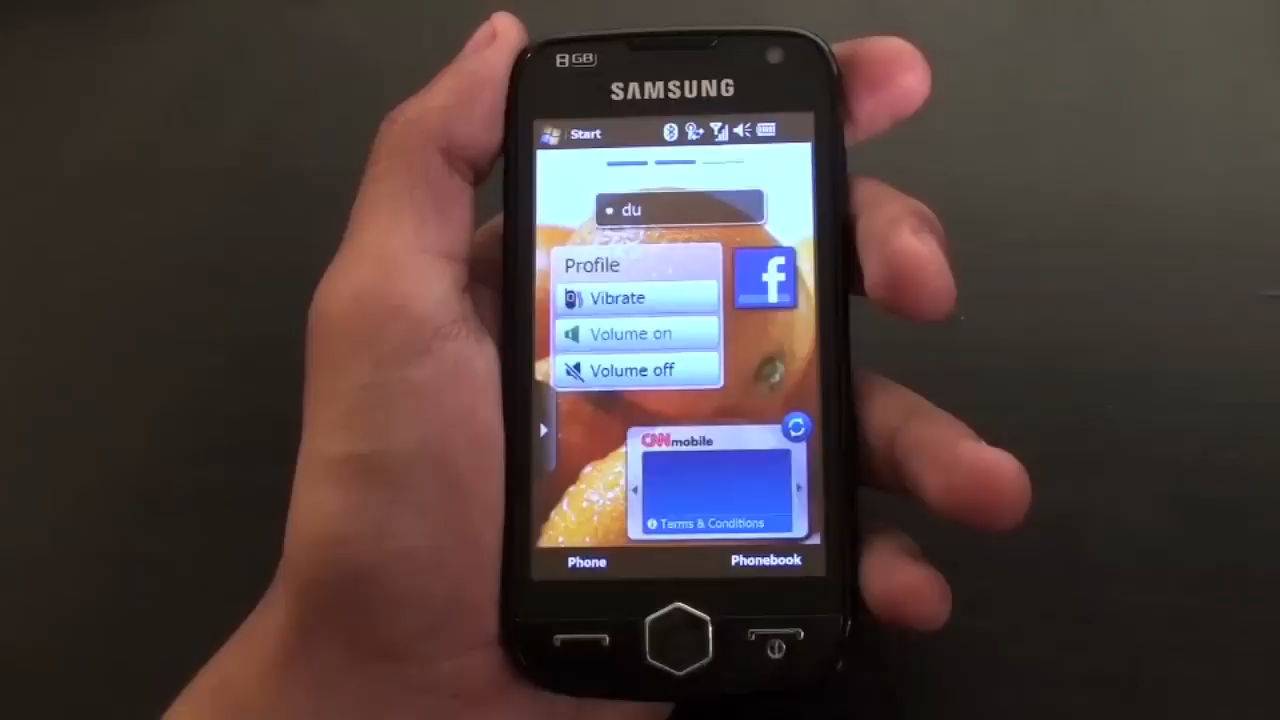 8GB
SAMSUNG
Start
du
Profile
Vibrate
Volume on
Volume off
f
CNNmobile
Terms & Conditions
Phone
Phonebook